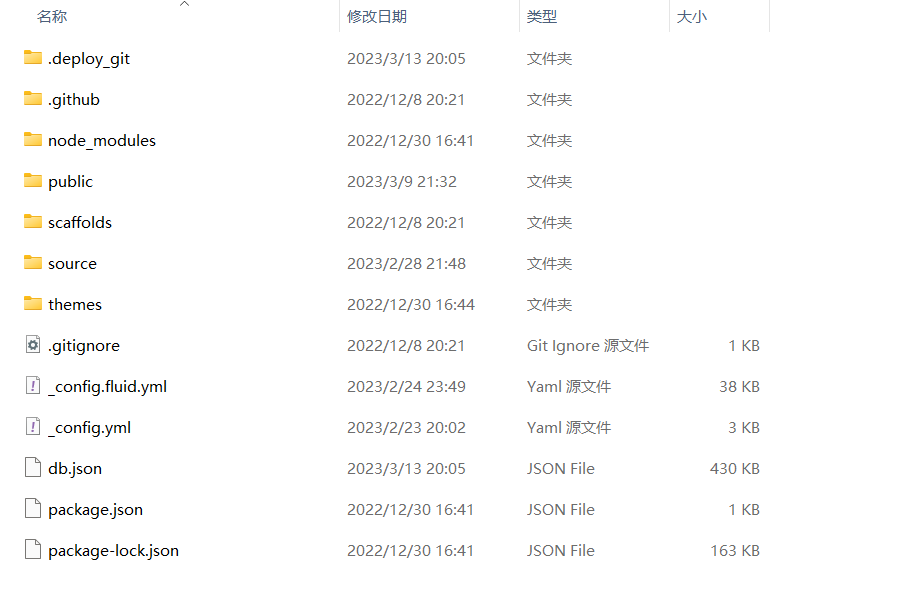 名称 修改日期 类型 大小
.deploy_git 2023/3/13 20:05 文件夹
.github 2022/12/8 20:21 文件夹
node_modules 2022/12/30 16:41 文件夹
public 2023/3/9 21:32 文件夹
scaffolds 2022/12/8 20:21 文件夹
source 2023/2/28 21:48 文件夹
themes 2022/12/30 16:44 文件夹
.gitignore 2022/12/8 20:21 Git Ignore 源文件 1 KB
_config.fluid.yml 2023/2/24 23:49 Yaml 源文件 38 KB
_config.yml 2023/2/23 20:02 Yaml 源文件 3 KB
db.json 2023/3/13 20:05 JSON File 430 KB
package.json 2022/12/30 16:41 JSON File 1 KB
package-lock.json 2022/12/30 16:41 JSON File 163 KB